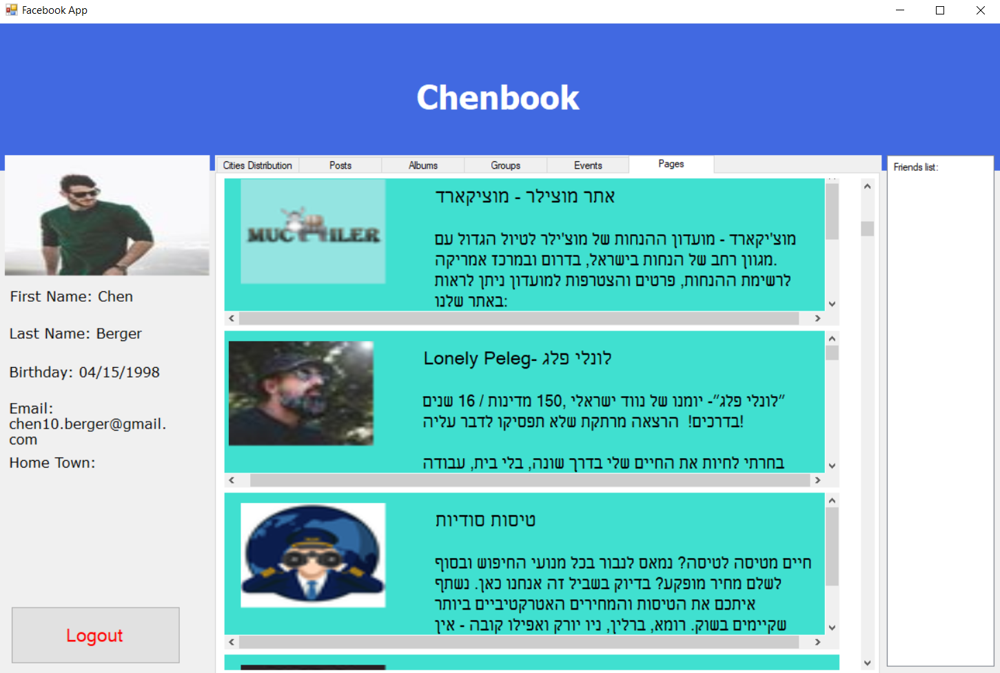 Facebook App
Chenbook
Cities Distribution
Posts
Albums
Groups
Events
Pages
Friends list:
First Name: Chen
Last Name: Berger
Birthday: 04/15/1998
Email:
chen10.berger@gmail.
com
Home Town:
Logout
MUCHILER
אתר מוצילר - מוציקארד
מוצ'יקארד - מועדון ההנחות של מוצ'ילר לטיול הגדול עם
מגוון רחב של הנחות בישראל, בדרום ובמרכז אמריקה.
לרשימת ההנחות, פרטים והצטרפות למועדון ניתן לראות
באתר שלנו:
Lonely Peleg- לונלי פלג
"לונלי פלג"- יומנו של נווד ישראלי ,150 מדינות / 16 שנים
בדרכים!  הרצאה מרתקת שלא תפסיקו לדבר עליה!
בחרתי לחיות את החיים שלי בדרך שונה, בלי בית, עבודה
טיסות סודיות
חיים מטיסה לטיסה? נמאס לנבור בכל מנועי החיפוש ובסוף
לשלם מחיר מופקע? בדיוק בשביל זה אנחנו כאן. נשתף
איתכם את הטיסות והמחירים האטרקטיביים ביותר
שקיימים בשוק. רומא, ברלין, ניו יורק ואפילו קובה - אין